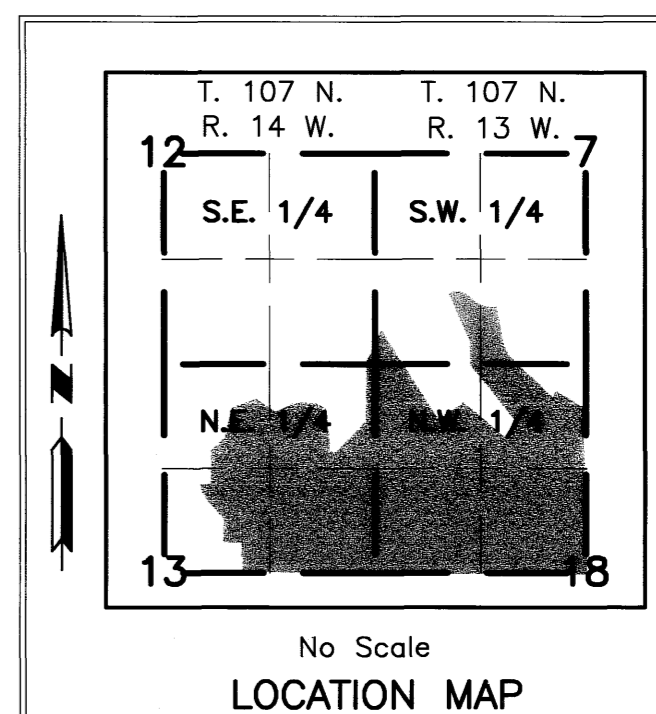 T. 107 N. T. 107 N.
R. 14 W. R. 13 W.
12 7
S.E. 1/4 S.W. 1/4
N
N.E. 1/4 N.W. 1/4
13 18
No Scale
LOCATION MAP